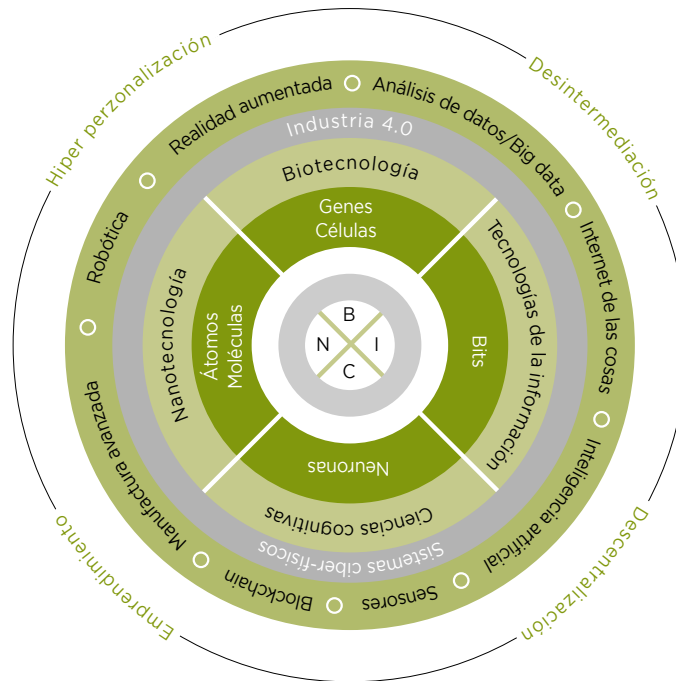 Hiper perzonalización
Desintermediación
Descentralización
Emprendimiento
Realidad aumentada
Análisis de datos/Big data
Internet de las cosas
Inteligencia artificial
Sensores
Blockchain
Manufactura avanzada
Robótica
Industria 4.0
Sistemas ciber-físicos
Biotecnología
Tecnologías de la información
Ciencias cognitivas
Nanotecnología
Genes
Células
Bits
Neuronas
Átomos
Moléculas
B
N I
C